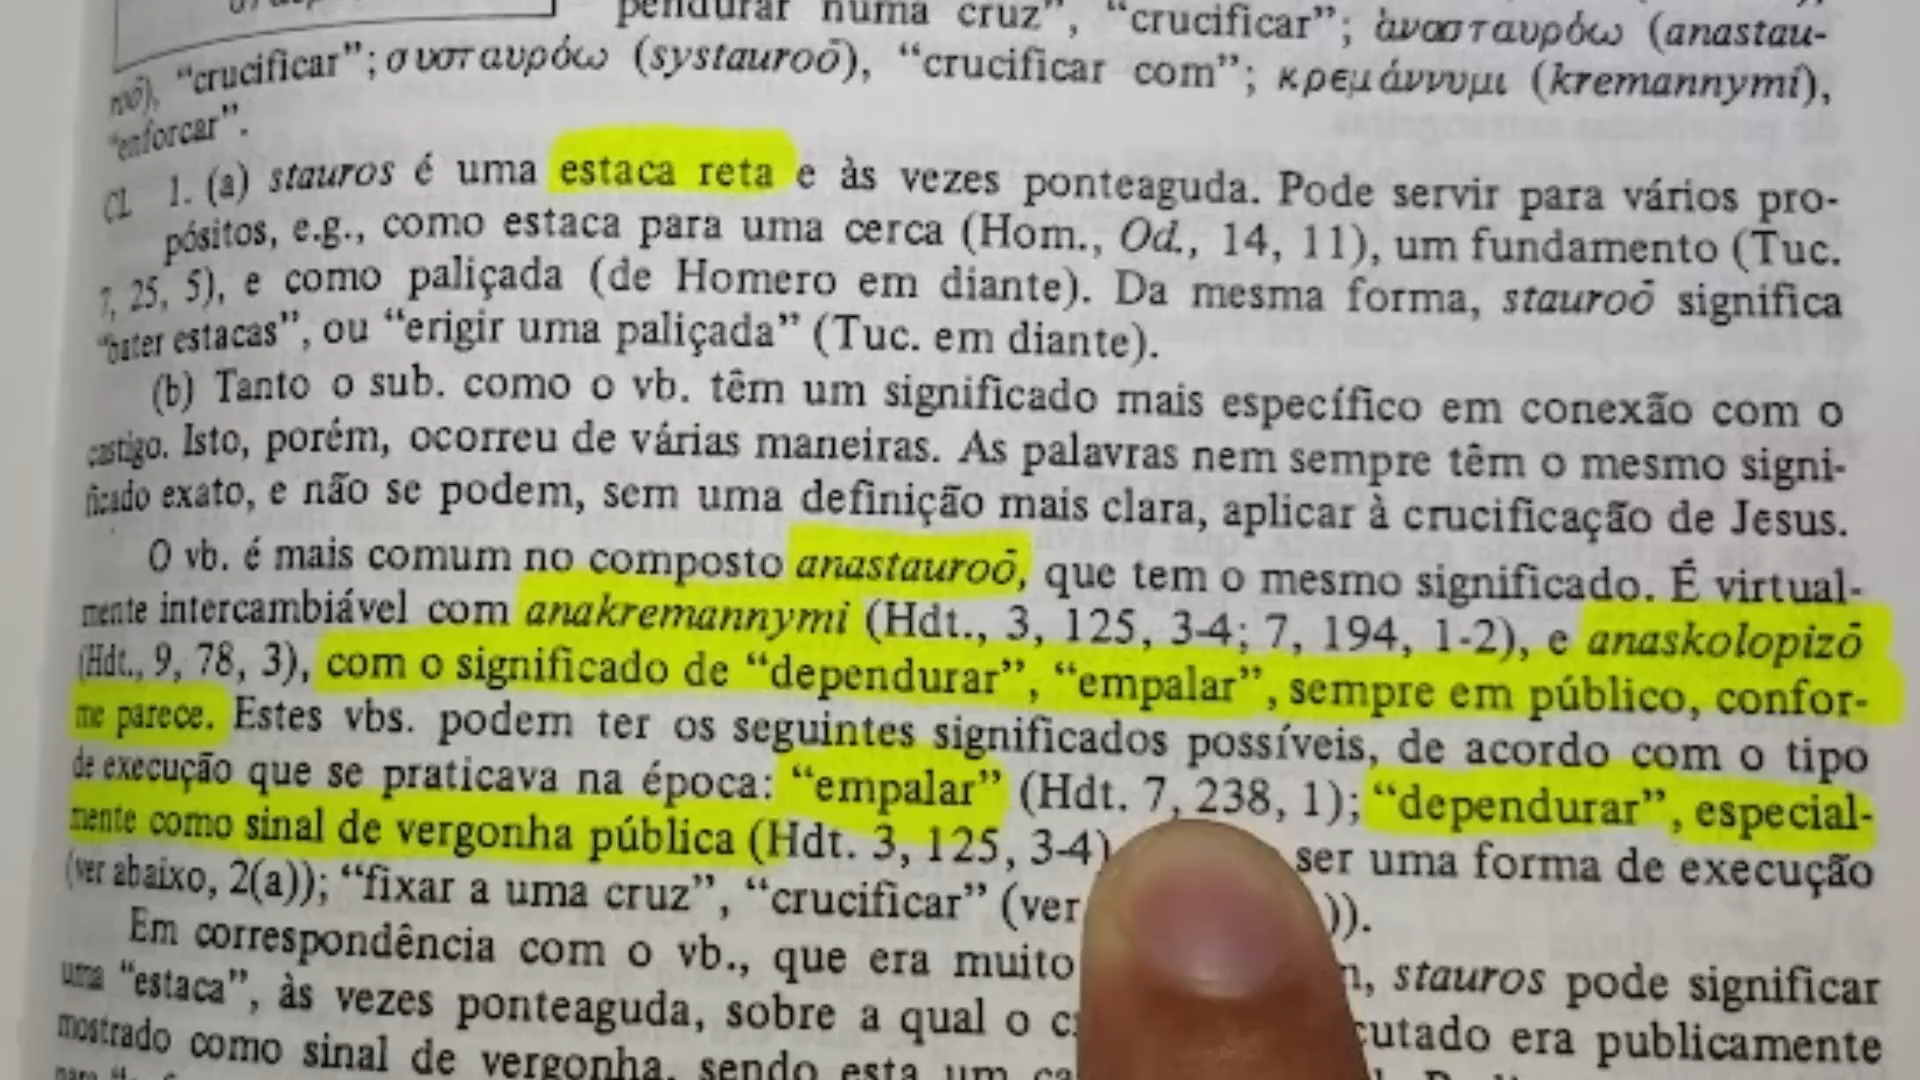 pendurar numa cruz”, “crucificar”; ἀνασταυρόω (anastau-
roō), “crucificar”; συσταυρόω (systauroō), “crucificar com”; κρεμάννυμι (kremannymi),
“enforcar”.
CL 1. (a) stauros é uma estaca reta e às vezes ponteaguda. Pode servir para vários pro-
pósitos, e.g., como estaca para uma cerca (Hom., Od., 14, 11), um fundamento (Tuc.
7, 25, 5), e como paliçada (de Homero em diante). Da mesma forma, stauroō significa
“bater estacas”, ou “erigir uma paliçada” (Tuc. em diante).
(b) Tanto o sub. como o vb. têm um significado mais específico em conexão com o
castigo. Isto, porém, ocorreu de várias maneiras. As palavras nem sempre têm o mesmo signi-
ficado exato, e não se podem, sem uma definição mais clara, aplicar à crucificação de Jesus.
O vb. é mais comum no composto anastauroō, que tem o mesmo significado. É virtual-
mente intercambiável com anakremannymi (Hdt., 3, 125, 3-4; 7, 194, 1-2), e anaskolopizō
(Hdt., 9, 78, 3), com o significado de “dependurar”, “empalar”, sempre em público, confor-
me parece. Estes vbs. podem ter os seguintes significados possíveis, de acordo com o tipo
de execução que se praticava na época: “empalar” (Hdt. 7, 238, 1); “dependurar”, especial-
mente como sinal de vergonha pública (Hdt. 3, 125, 3-4) ser uma forma de execução
(ver abaixo, 2(a)); “fixar a uma cruz”, “crucificar” (ver )).
Em correspondência com o vb., que era muito stauros pode significar
uma “estaca”, às vezes ponteaguda, sobre a qual o era publicamente
mostrado como sinal de vergonha, sendo esta um